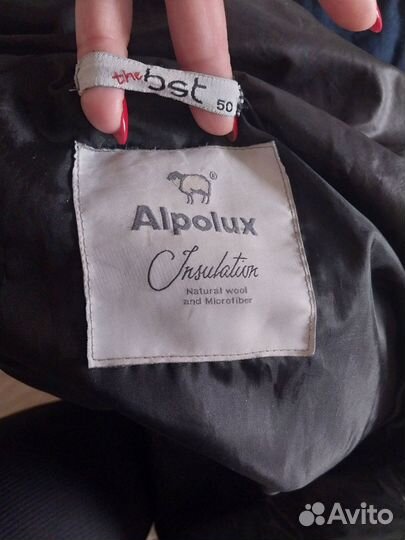 the bst
50
®
Alpolux
Insulation
Natural wool
and Microfiber
Avito